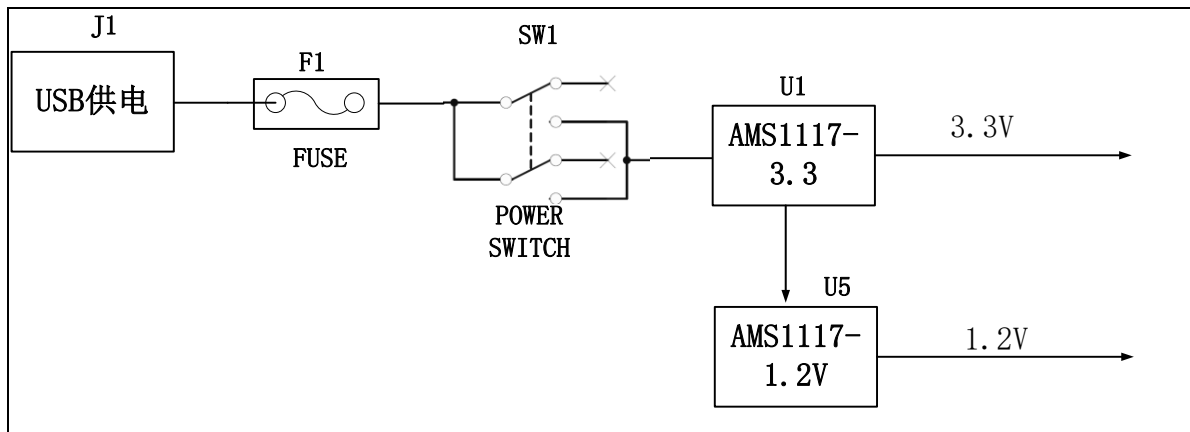 J1
USB供电
F1
FUSE
SW1
POWER
SWITCH
U1
AMS1117-
3.3
3.3V
U5
AMS1117-
1.2V
1.2V